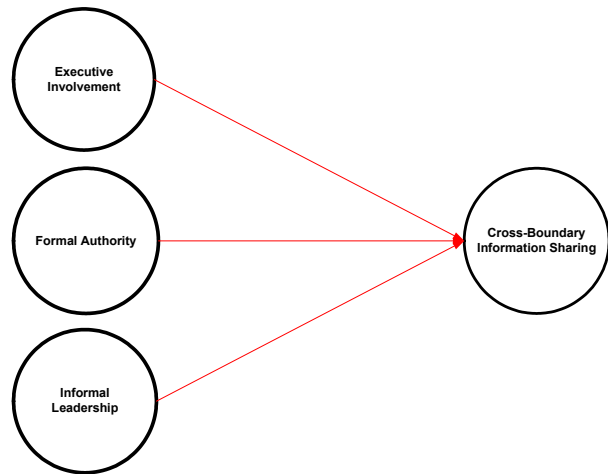 Executive
Involvement
Formal Authority
Cross-Boundary
Information Sharing
Informal
Leadership